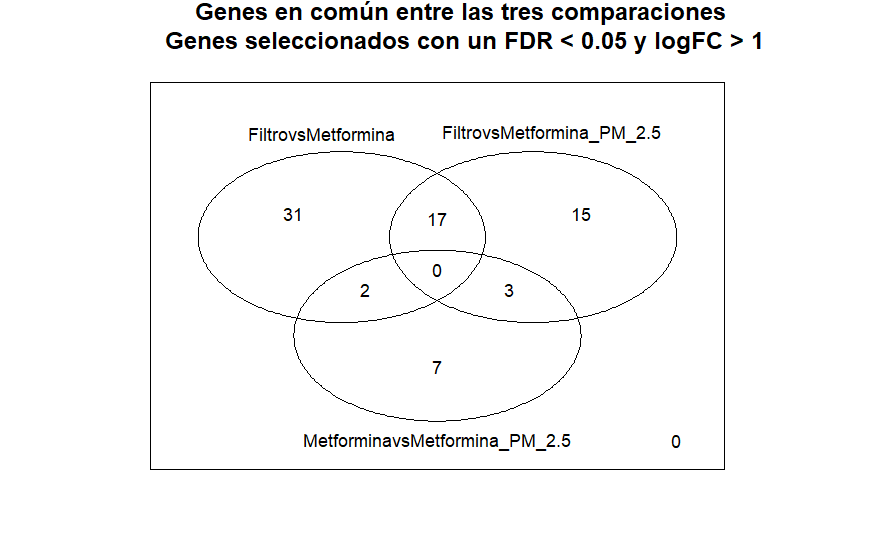 Genes en común entre las tres comparaciones
Genes seleccionados con un FDR < 0.05 y logFC > 1
FiltrovsMetformina
FiltrovsMetformina_PM_2.5
31
17
15
0
2
3
7
MetforminavsMetformina_PM_2.5
0